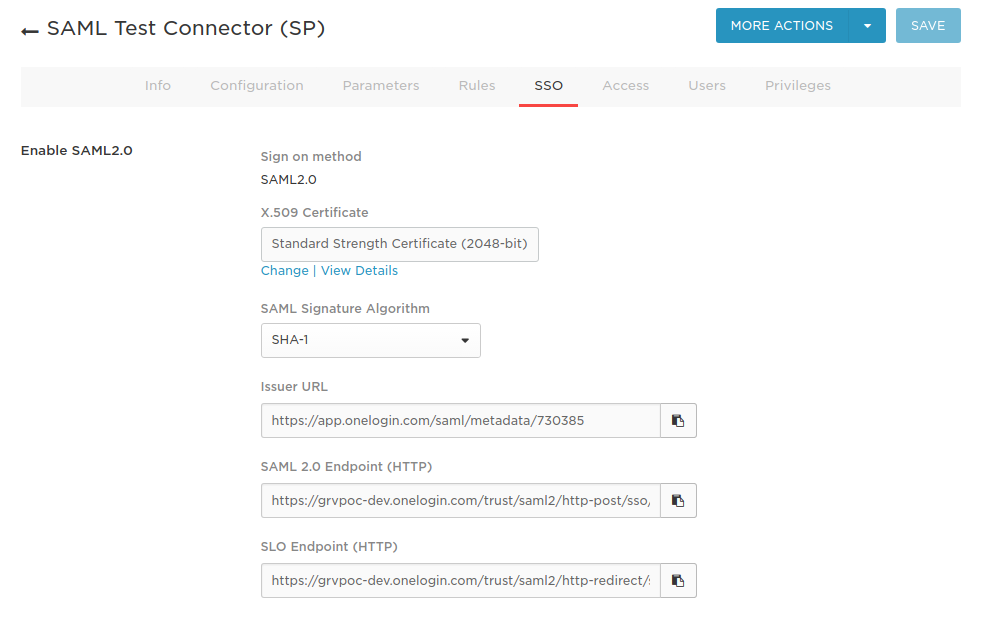 SAML Test Connector (SP)
MORE ACTIONS
SAVE
Info Configuration Parameters Rules SSO Access Users Privileges
Enable SAML2.0
Sign on method
SAML2.0
X.509 Certificate
Standard Strength Certificate (2048-bit)
Change | View Details
SAML Signature Algorithm
SHA-1
Issuer URL
https://app.onelogin.com/saml/metadata/730385
SAML 2.0 Endpoint (HTTP)
https://grvpoc-dev.onelogin.com/trust/saml2/http-post/sso/
SLO Endpoint (HTTP)
https://grvpoc-dev.onelogin.com/trust/saml2/http-redirect/